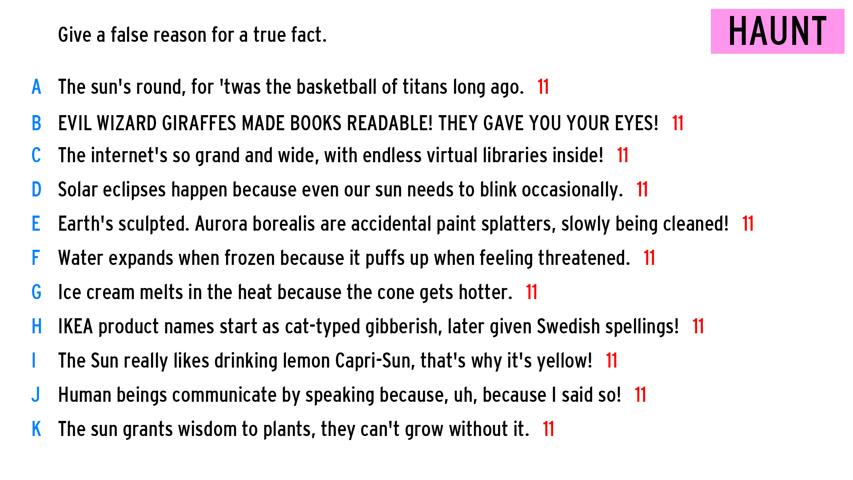 Give a false reason for a true fact.
HAUNT
A The sun's round, for 'twas the basketball of titans long ago. 11
B EVIL WIZARD GIRAFFES MADE BOOKS READABLE! THEY GAVE YOU YOUR EYES! 11
C The internet's so grand and wide, with endless virtual libraries inside! 11
D Solar eclipses happen because even our sun needs to blink occasionally. 11
E Earth's sculpted. Aurora borealis are accidental paint splatters, slowly being cleaned! 11
F Water expands when frozen because it puffs up when feeling threatened. 11
G Ice cream melts in the heat because the cone gets hotter. 11
H IKEA product names start as cat-typed gibberish, later given Swedish spellings! 11
I The Sun really likes drinking lemon Capri-Sun, that's why it's yellow! 11
J Human beings communicate by speaking because, uh, because I said so! 11
K The sun grants wisdom to plants, they can't grow without it. 11